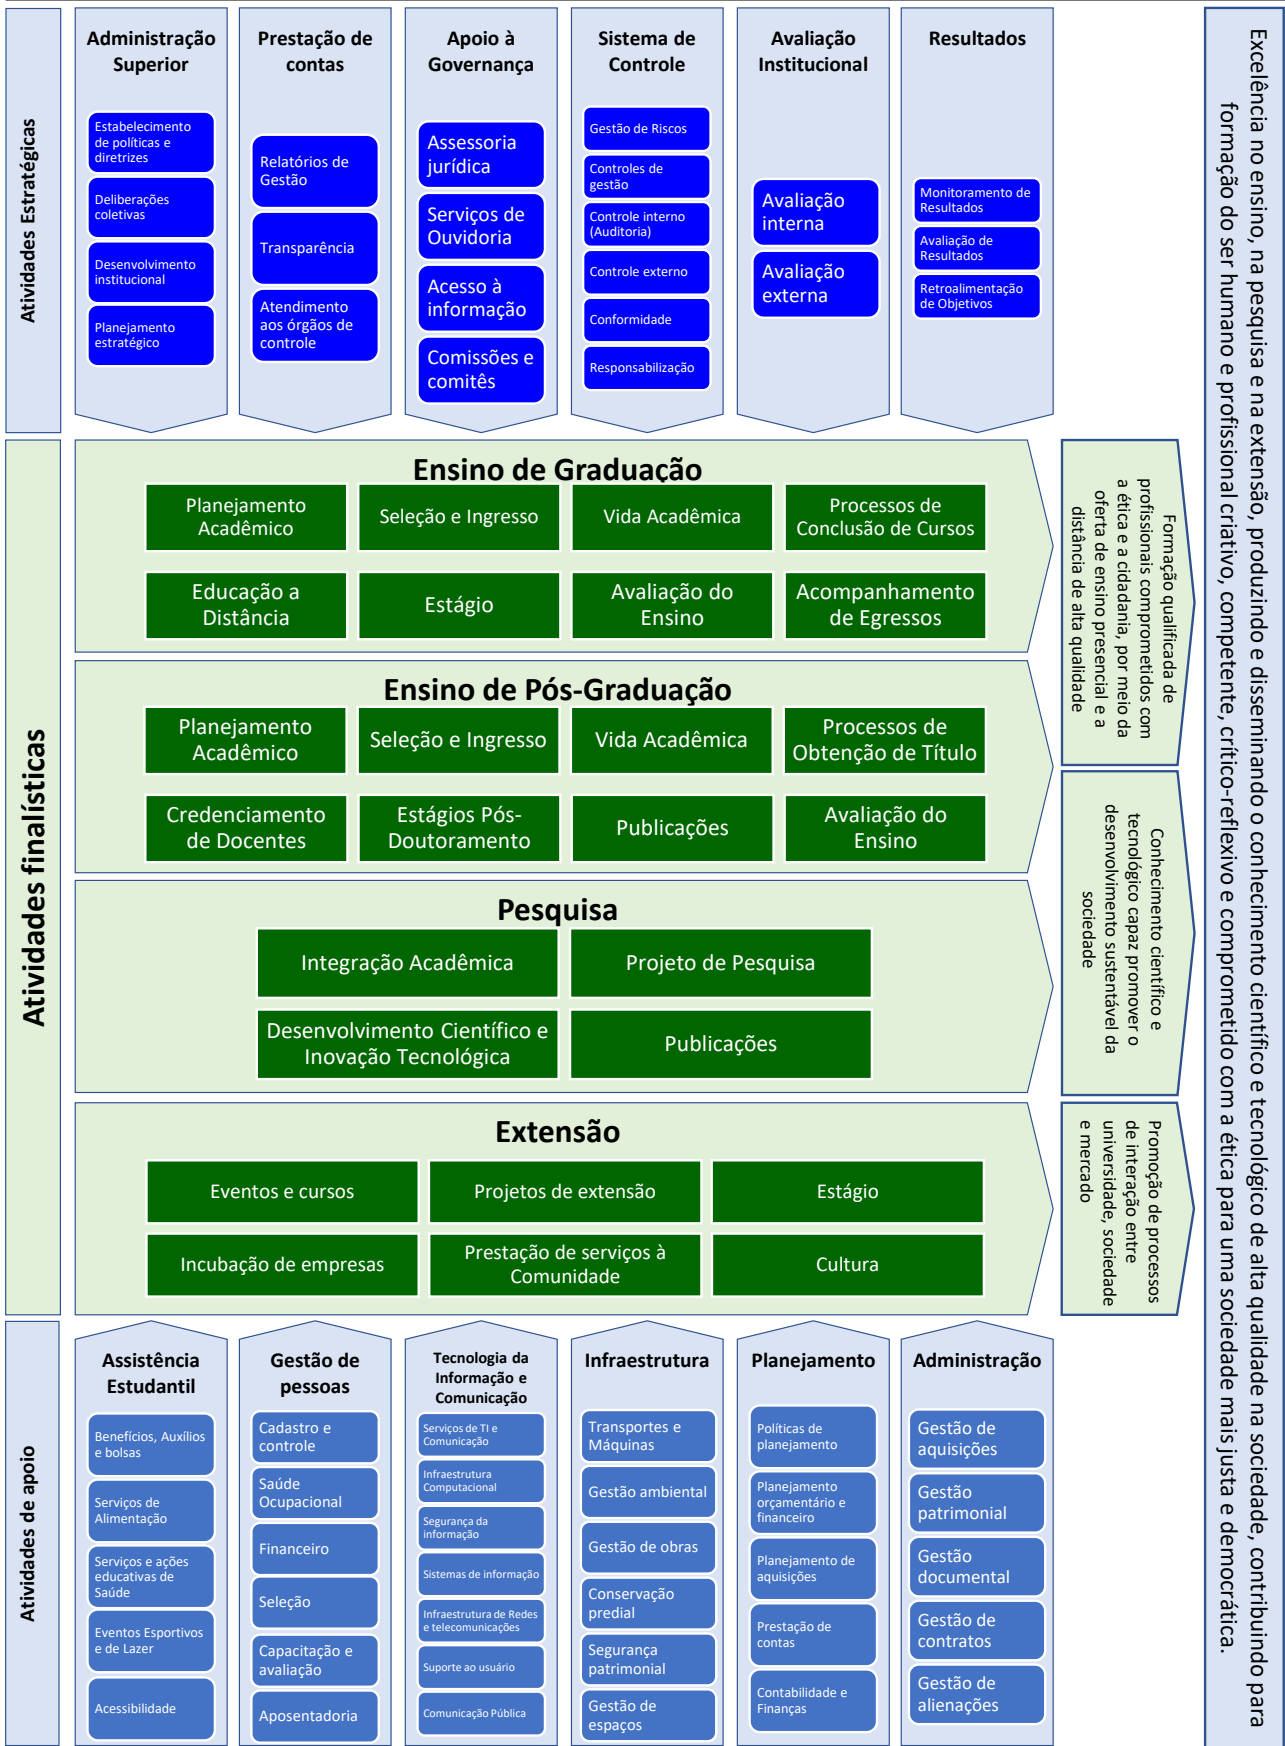 Atividades Estratégicas
Administração
Superior
Estabelecimento
de políticas e
diretrizes
Deliberações
coletivas
Desenvolvimento
institucional
Planejamento
estratégico
Prestação de
contas
Relatórios de
Gestão
Transparência
Atendimento
aos órgãos de
controle
Apoio à
Governança
Assessoria
jurídica
Serviços de
Ouvidoria
Acesso à
informação
Comissões e
comitês
Sistema de
Controle
Gestão de Riscos
Controles de
gestão
Controle interno
(Auditoria)
Controle externo
Conformidade
Responsabilização
Avaliação
Institucional
Avaliação
interna
Avaliação
externa
Resultados
Monitoramento de
Resultados
Avaliação de
Resultados
Retroalimentação
de Objetivos
Atividades finalísticas
Ensino de Graduação
Planejamento
Acadêmico
Seleção e Ingresso
Vida Acadêmica
Processos de
Conclusão de Cursos
Educação a
Distância
Estágio
Avaliação do
Ensino
Acompanhamento
de Egressos
Ensino de Pós-Graduação
Planejamento
Acadêmico
Seleção e Ingresso
Vida Acadêmica
Processos de
Obtenção de Título
Credenciamento
de Docentes
Estágios Pós-
Doutoramento
Publicações
Avaliação do
Ensino
Pesquisa
Integração Acadêmica
Projeto de Pesquisa
Desenvolvimento Científico e
Inovação Tecnológica
Publicações
Extensão
Eventos e cursos
Projetos de extensão
Estágio
Incubação de empresas
Prestação de serviços à
Comunidade
Cultura
Formação qualificada de
profissionais comprometidos com
a ética e a cidadania, por meio da
oferta de ensino presencial e a
distância de alta qualidade
Conhecimento científico e
tecnológico capaz promover o
desenvolvimento sustentável da
sociedade
Promoção de processos
de interação entre
universidade, sociedade
e mercado
Atividades de apoio
Assistência
Estudantil
Benefícios, Auxílios
e bolsas
Serviços de
Alimentação
Serviços e ações
educativas de
Saúde
Eventos Esportivos
e de Lazer
Acessibilidade
Gestão de
pessoas
Cadastro e
controle
Saúde
Ocupacional
Financeiro
Seleção
Capacitação e
avaliação
Aposentadoria
Tecnologia da
Informação e
Comunicação
Serviços de TI e
Comunicação
Infraestrutura
Computacional
Segurança da
informação
Sistemas de informação
Infraestrutura de Redes
e telecomunicações
Suporte ao usuário
Comunicação Pública
Infraestrutura
Transportes e
Máquinas
Gestão ambiental
Gestão de obras
Conservação
predial
Segurança
patrimonial
Gestão de
espaços
Planejamento
Políticas de
planejamento
Planejamento
orçamentário e
financeiro
Planejamento de
aquisições
Prestação de
contas
Contabilidade e
Finanças
Administração
Gestão de
aquisições
Gestão
patrimonial
Gestão
documental
Gestão de
contratos
Gestão de
alienações
Excelência no ensino, na pesquisa e na extensão, produzindo e disseminando o conhecimento científico e tecnológico de alta qualidade na sociedade, contribuindo para
formação do ser humano e profissional criativo, competente, crítico-reflexivo e comprometido com a ética para uma sociedade mais justa e democrática.